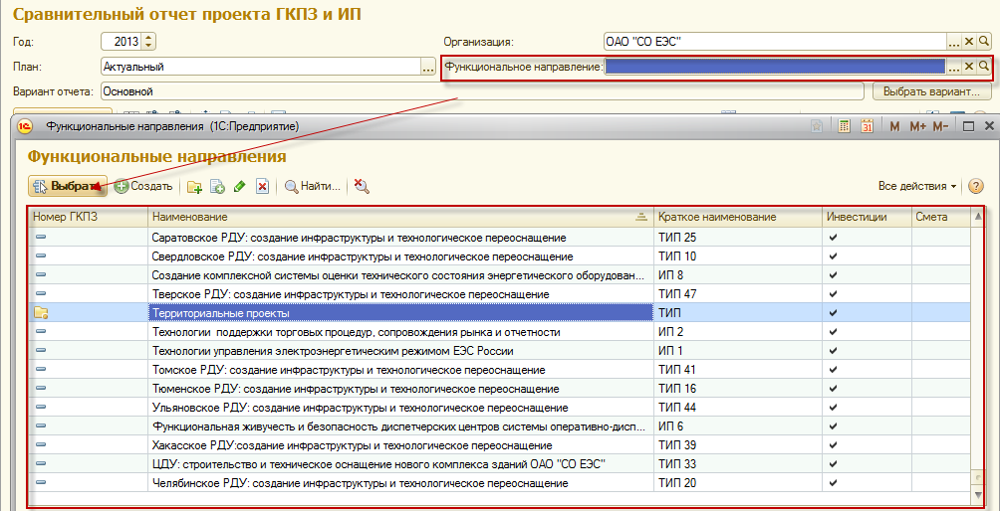 Сравнительный отчет проекта ГКПЗ и ИП
Год: 2013 Организация: ОАО "СО ЕЭС"
План: Актуальный Функциональное направление:
Вариант отчета: Основной Выбрать вариант...
Функциональные направления (1С:Предприятие) M M+ M-
Функциональные направления
Выбрать Создать Найти... Все действия
Номер ГКПЗ Наименование Краткое наименование Инвестиции Смета
Саратовское РДУ: создание инфраструктуры и технологическое переоснащение ТИП 25
Свердловское РДУ: создание инфраструктуры и технологическое переоснащение ТИП 10
Создание комплексной системы оценки технического состояния энергетического оборудован... ИП 8
Тверское РДУ: создание инфраструктуры и технологическое переоснащение ТИП 47
Территориальные проекты ТИП
Технологии поддержки торговых процедур, сопровождения рынка и отчетности ИП 2
Технологии управления электроэнергетическим режимом ЕЭС России ИП 1
Томское РДУ: создание инфраструктуры и технологическое переоснащение ТИП 41
Тюменское РДУ: создание инфраструктуры и технологическое переоснащение ТИП 16
Ульяновское РДУ: создание инфраструктуры и технологическое переоснащение ТИП 44
Функциональная живучесть и безопасность диспетчерских центров системы оперативно-дисп... ИП 6
Хакасское РДУ:создание инфраструктуры и технологическое переоснащение ТИП 39
ЦДУ: строительство и техническое оснащение нового комплекса зданий ОАО "СО ЕЭС" ТИП 33
Челябинское РДУ: создание инфраструктуры и технологическое переоснащение ТИП 20